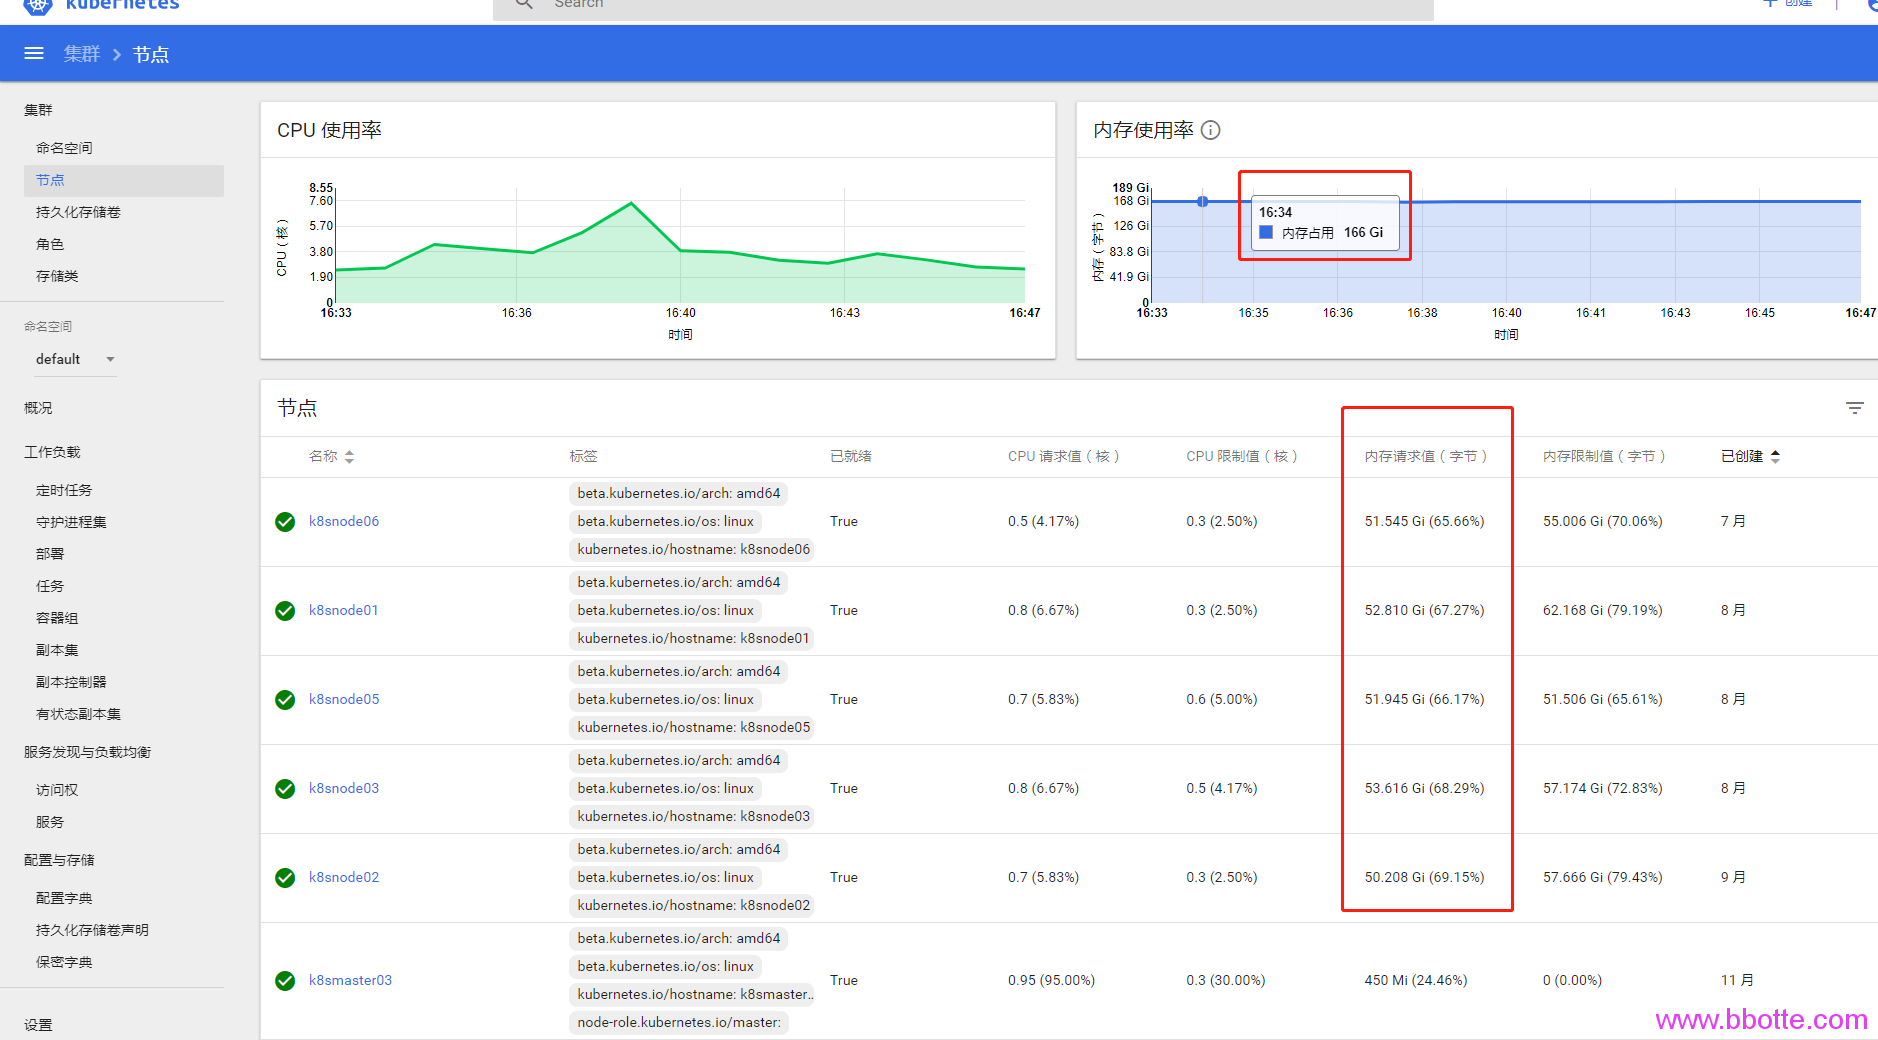 kubernetes
Search
+ 创建
集群 > 节点
集群
命名空间
节点
持久化存储卷
角色
存储类
命名空间
default
概况
工作负载
定时任务
守护进程集
部署
任务
容器组
副本集
副本控制器
有状态副本集
服务发现与负载均衡
访问权
服务
配置与存储
配置字典
持久化存储卷声明
保密字典
设置
CPU 使用率
CPU（核）
8.55
7.60
5.70
3.80
1.90
0
16:33 16:36 16:40 16:43 16:47
时间
内存使用率
内存（字节）
189 Gi
168 Gi
126 Gi
83.8 Gi
41.9 Gi
0
16:34
内存占用 166 Gi
16:33 16:35 16:36 16:38 16:40 16:41 16:43 16:45 16:47
时间
节点
名称 标签 已就绪 CPU 请求值（核） CPU 限制值（核） 内存请求值（字节） 内存限制值（字节） 已创建
beta.kubernetes.io/arch: amd64
k8snode06 beta.kubernetes.io/os: linux True 0.5 (4.17%) 0.3 (2.50%) 51.545 Gi (65.66%) 55.006 Gi (70.06%) 7 月
kubernetes.io/hostname: k8snode06
beta.kubernetes.io/arch: amd64
k8snode01 beta.kubernetes.io/os: linux True 0.8 (6.67%) 0.3 (2.50%) 52.810 Gi (67.27%) 62.168 Gi (79.19%) 8 月
kubernetes.io/hostname: k8snode01
beta.kubernetes.io/arch: amd64
k8snode05 beta.kubernetes.io/os: linux True 0.7 (5.83%) 0.6 (5.00%) 51.945 Gi (66.17%) 51.506 Gi (65.61%) 8 月
kubernetes.io/hostname: k8snode05
beta.kubernetes.io/arch: amd64
k8snode03 beta.kubernetes.io/os: linux True 0.8 (6.67%) 0.5 (4.17%) 53.616 Gi (68.29%) 57.174 Gi (72.83%) 8 月
kubernetes.io/hostname: k8snode03
beta.kubernetes.io/arch: amd64
k8snode02 beta.kubernetes.io/os: linux True 0.7 (5.83%) 0.3 (2.50%) 50.208 Gi (69.15%) 57.666 Gi (79.43%) 9 月
kubernetes.io/hostname: k8snode02
beta.kubernetes.io/arch: amd64
beta.kubernetes.io/os: linux
k8smaster03 True 0.95 (95.00%) 0.3 (30.00%) 450 Mi (24.46%) 0 (0.00%) 11 月
kubernetes.io/hostname: k8smaster..
node-role.kubernetes.io/master:
www.bbotte.com